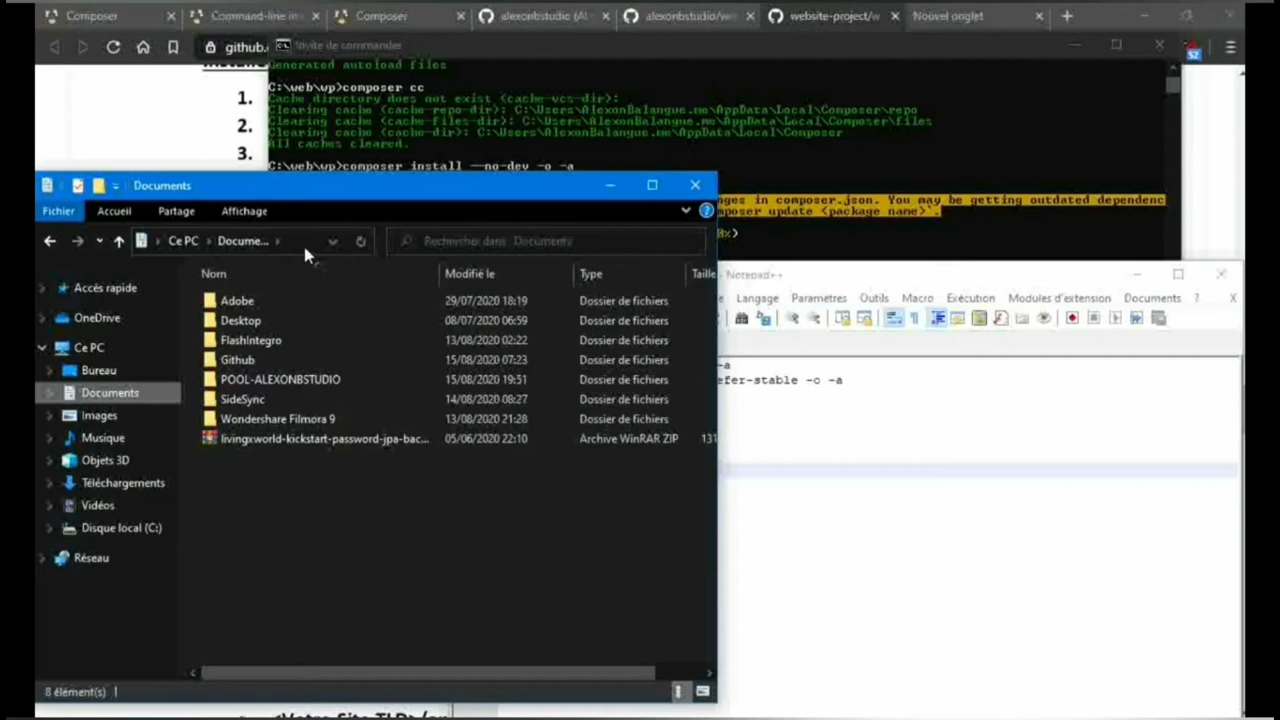 Composer
Command-line in
Composer
alexonbstudio (Al
alexonbstudio/w
website-project/w
Nouvel onglet
github.
Invite de commandes
52
Generated autoload files
1.
C:\web\wp>composer cc
Cache directory does not exist (cache-vcs-dir):
Clearing cache (cache-repo-dir): C:\Users\AlexonBalangue.me\AppData\Local\Composer\repo
2.
Clearing cache (cache-files-dir): C:\Users\AlexonBalangue.me\AppData\Local\Composer\files
Clearing cache (cache-dir): C:\Users\AlexonBalangue.me\AppData\Local\Composer
All caches cleared.
3.
C:\web\wp>composer install --no-dev -o -a
nges in composer.json. You may be getting outdated dependenc
mposer update <package name>`.
Documents
Fichier
Accueil
Partage
Affichage
Ce PC
Docume...
Rechercher dans : Documents
Nom
Modifié le
Type
Taille
Accès rapide
OneDrive
Ce PC
Bureau
Documents
Images
Musique
Objets 3D
Téléchargements
Vidéos
Disque local (C:)
Réseau
Adobe 29/07/2020 18:19 Dossier de fichiers
Desktop 08/07/2020 06:59 Dossier de fichiers
FlashIntegro 13/08/2020 02:22 Dossier de fichiers
Github 15/08/2020 07:23 Dossier de fichiers
POOL-ALEXONBSTUDIO 15/08/2020 19:51 Dossier de fichiers
SideSync 14/08/2020 08:27 Dossier de fichiers
Wondershare Filmora 9 13/08/2020 21:28 Dossier de fichiers
livingxworld-kickstart-password-jpa-bac... 05/06/2020 22:10 Archive WinRAR ZIP 131
8 élément(s)
Notepad++
Langage
Paramètres
Outils
Macro
Exécution
Modules d'extension
Documents
?
X
-a
efer-stable -o -a